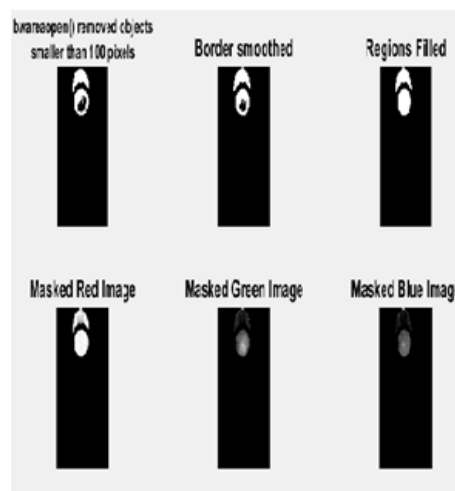 bwareaopen() removed objects
smaller than 100 pixels
Border smoothed
Regions Filled
Masked Red Image
Masked Green Image
Masked Blue Imag